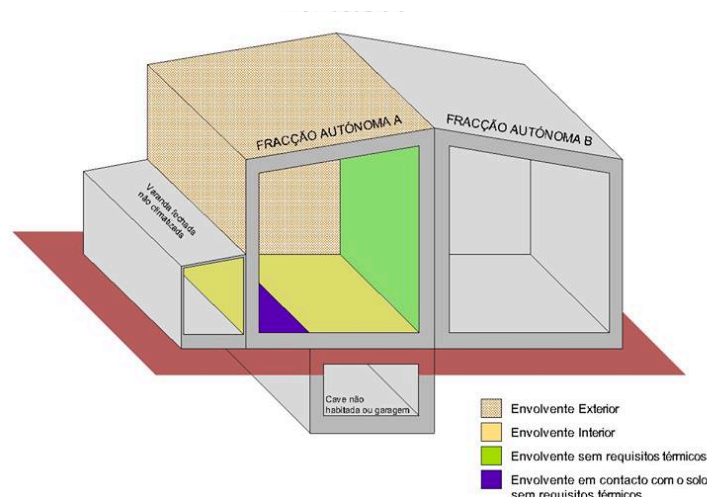 FRACÇÃO AUTÓNOMA A
FRACÇÃO AUTÓNOMA B
Varanda fechada
não climatizada
Cave não
habitada ou garagem
Envolvente Exterior
Envolvente Interior
Envolvente sem requisitos térmicos
Envolvente em contacto com o solo
sem requisitos térmicos